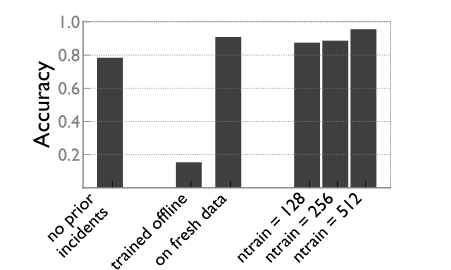 1.0
0.8
0.6
0.4
0.2
Accuracy
no prior
incidents
trained offline
on fresh data
ntrain = 128
ntrain = 256
ntrain = 512